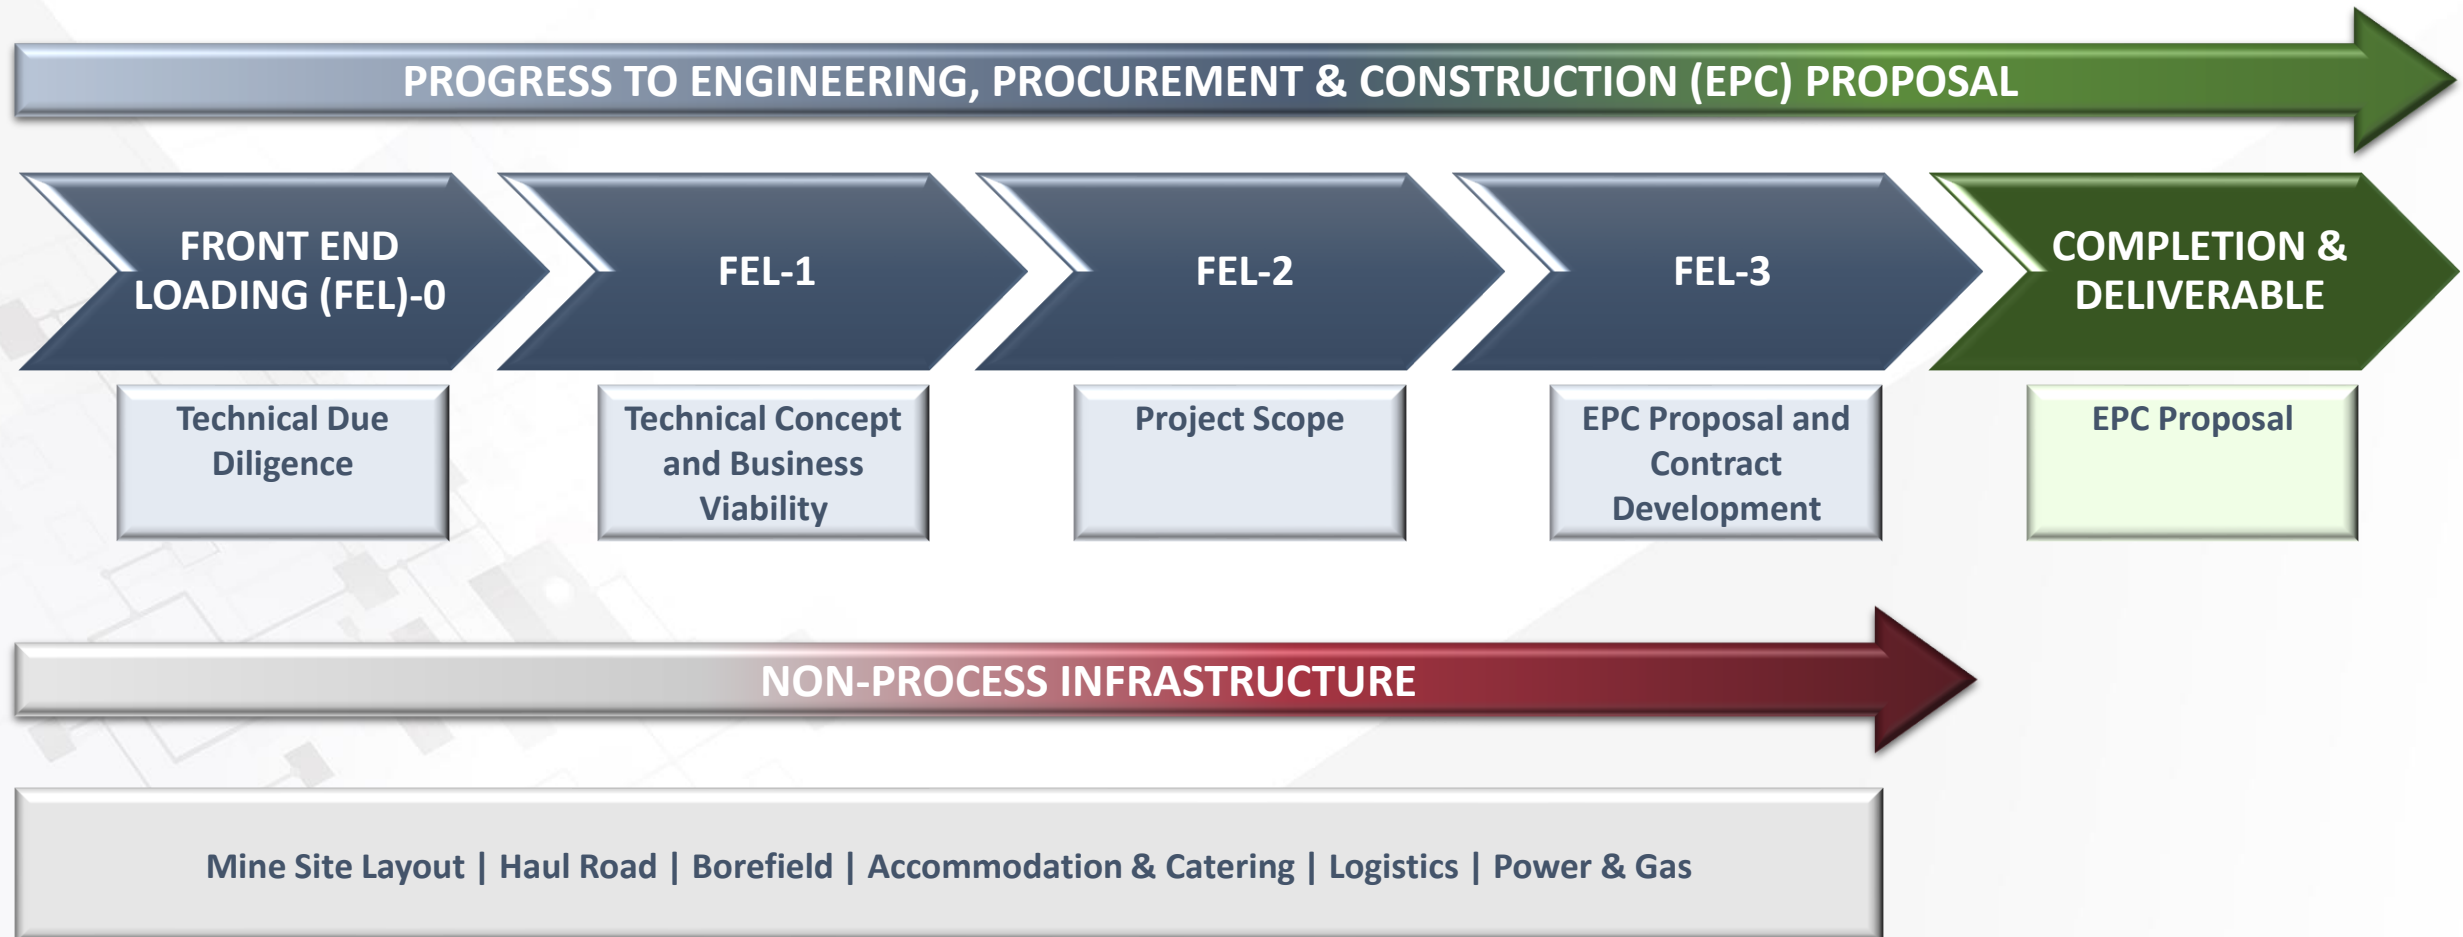 PROGRESS TO ENGINEERING, PROCUREMENT & CONSTRUCTION (EPC) PROPOSAL
FRONT END
LOADING (FEL)-0
FEL-1
FEL-2
FEL-3
COMPLETION &
DELIVERABLE
Technical Due
Diligence
Technical Concept
and Business
Viability
Project Scope
EPC Proposal and
Contract
Development
EPC Proposal
NON-PROCESS INFRASTRUCTURE
Mine Site Layout | Haul Road | Borefield | Accommodation & Catering | Logistics | Power & Gas